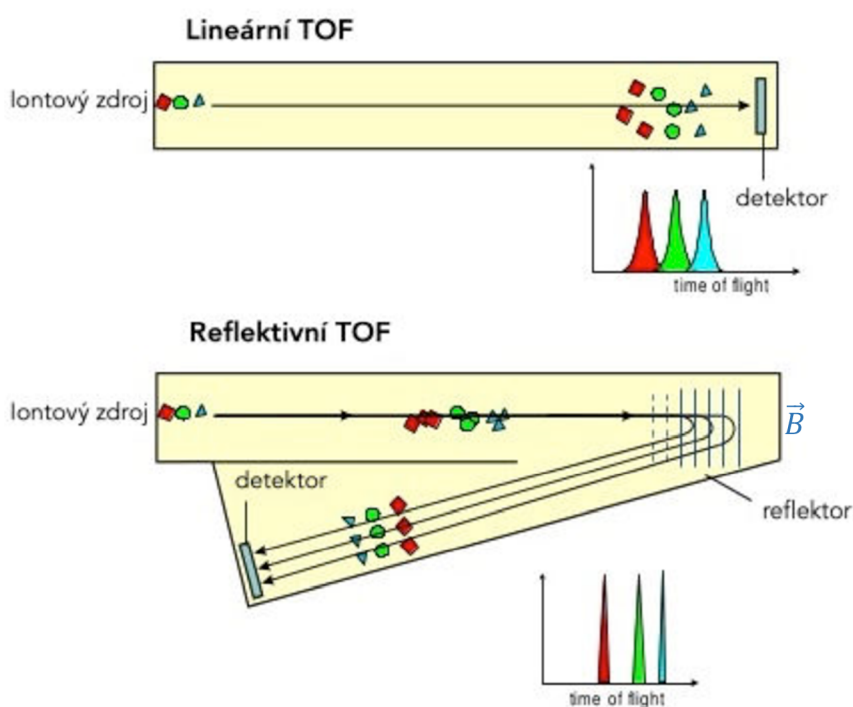 Lineární TOF
Iontový zdroj
detektor
time of flight
Reflektivní TOF
Iontový zdroj
B
detektor
reflektor
time of flight